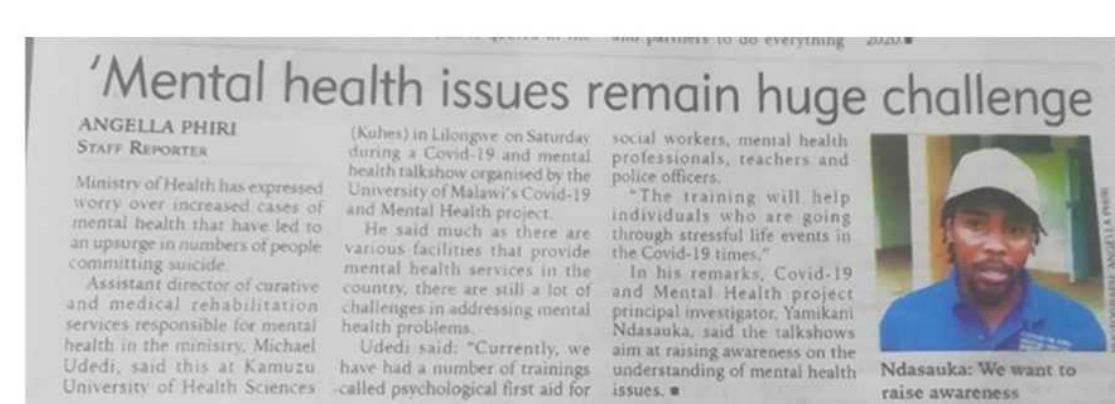 and partners to do everything
2020.■
'Mental health issues remain huge challenge
ANGELLA PHIRI
STAFF REPORTER
Ministry of Health has expressed
worry over increased cases of
mental health that have led to
an upsurge in numbers of people
committing suicide.
Assistant director of curative
and medical rehabilitation
services responsible for mental
health in the ministry, Michael
Udedi, said this at Kamuzu
University of Health Sciences
(Kuhes) in Lilongwe on Saturday
during a Covid-19 and mental
health talkshow organised by the
University of Malawi's Covid-19
and Mental Health project.
He said much as there are
various facilities that provide
mental health services in the
country, there are still a lot of
challenges in addressing mental
health problems.
Udedi said: "Currently, we
have had a number of trainings
called psychological first aid for
social workers, mental health
professionals, teachers and
police officers.
"The training will help
individuals who are going
through stressful life events in
the Covid-19 times."
In his remarks, Covid-19
and Mental Health project
principal investigator, Yamikani
Ndasauka, said the talkshows
aim at raising awareness on the
understanding of mental health
issues. ■
ANGELLA PHIRI
Ndasauka: We want to
raise awareness